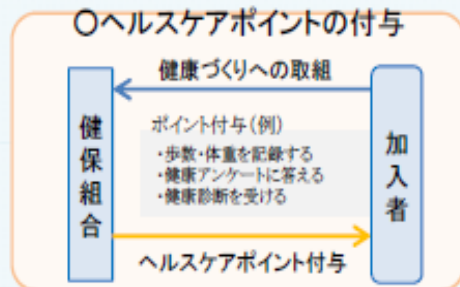 〇ヘルスケアポイントの付与
健康づくりへの取組
健保組合
ポイント付与(例)
・歩数・体重を記録する
・健康アンケートに答える
・健康診断を受ける
加入者
ヘルスケアポイント付与